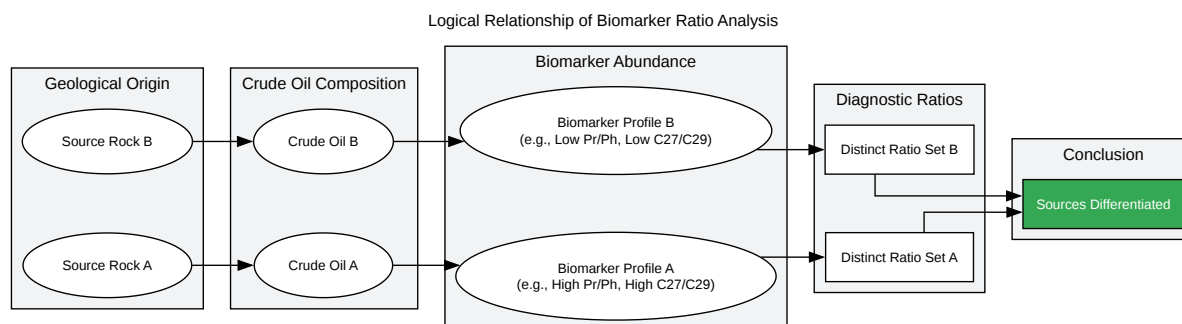 Logical Relationship of Biomarker Ratio Analysis
Geological Origin
Source Rock B
Source Rock A
Crude Oil Composition
Crude Oil B
Crude Oil A
Biomarker Abundance
Biomarker Profile B
(e.g., Low Pr/Ph, Low C27/C29)
Biomarker Profile A
(e.g., High Pr/Ph, High C27/C29)
Diagnostic Ratios
Distinct Ratio Set B
Distinct Ratio Set A
Conclusion
Sources Differentiated